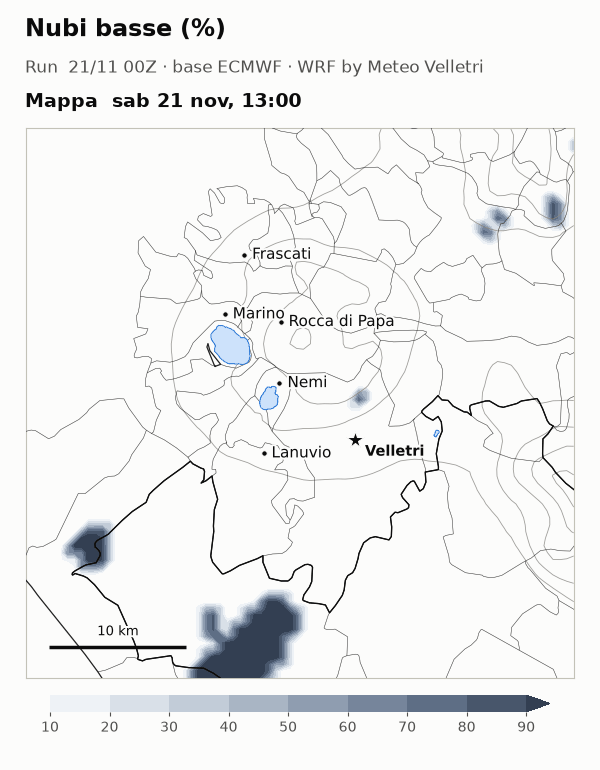 Nubi basse (%)
Run  21/11 00Z · base ECMWF · WRF by Meteo Velletri
Mappa  sab 21 nov, 13:00
Frascati
Marino
Rocca di Papa
Nemi
Velletri
Lanuvio
10 km
10 20 30 40 50 60 70 80 90